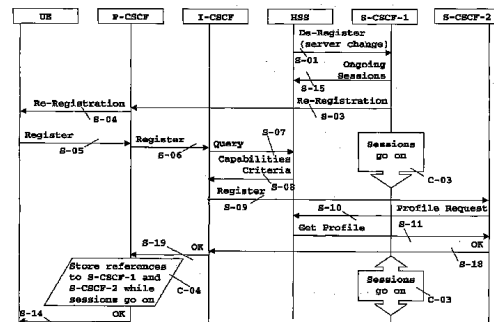 UE P-CSCF I-CSCF HSS S-CSCF-1 S-CSCF-2
De-Register
(server change)
S-01
Ongoing
Sessions
S-15
Re-Registration
S-03
Re-Registration
S-04
Register
S-05
Register
S-06
Query
S-07
Capabilities
Criteria
S-08
Sessions
go on
C-03
Register
S-09
Profile Request
S-10
Get Profile
S-11
OK
S-18
OK
S-19
Store references
to S-CSCF-1 and
S-CSCF-2 while
sessions go on
C-04
Sessions
go on
C-03
OK
S-14